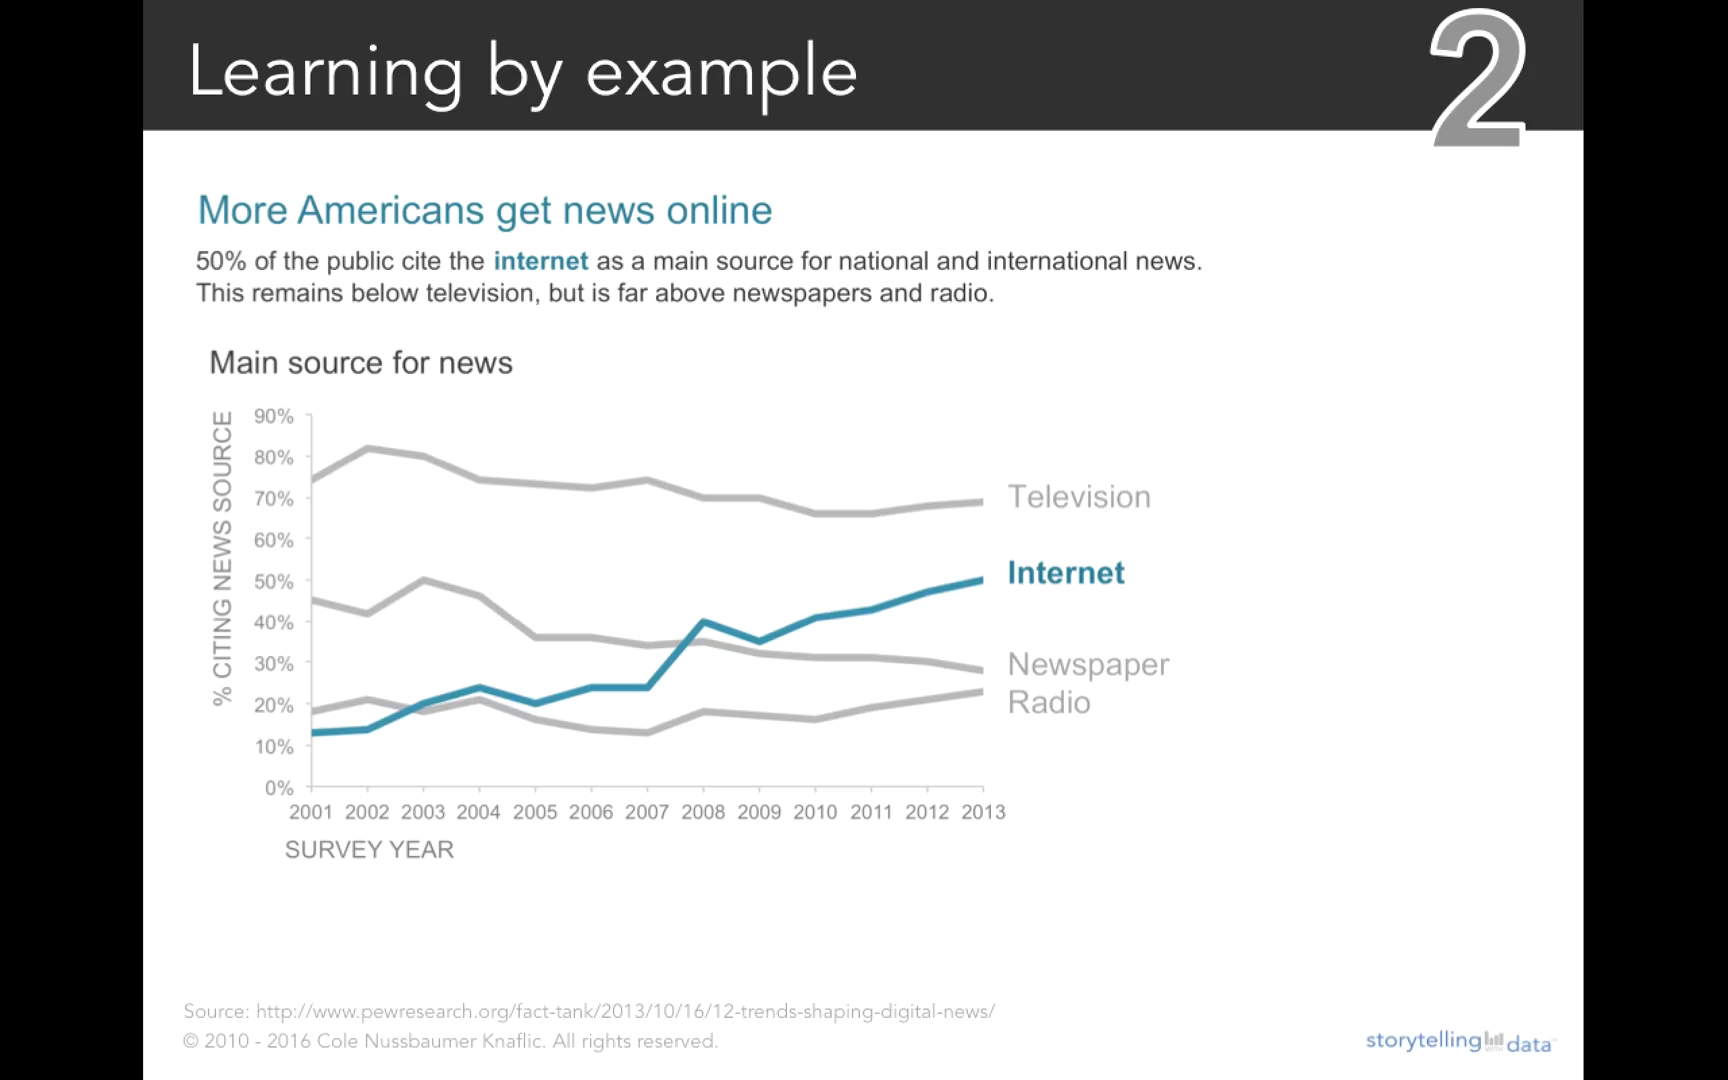 Learning by example
2
More Americans get news online
50% of the public cite the internet as a main source for national and international news.
This remains below television, but is far above newspapers and radio.
Main source for news
% CITING NEWS SOURCE
90%
80%
70%
60%
50%
40%
30%
20%
10%
0%
Television
Internet
Newspaper
Radio
2001 2002 2003 2004 2005 2006 2007 2008 2009 2010 2011 2012 2013
SURVEY YEAR
Source: http://www.pewresearch.org/fact-tank/2013/10/16/12-trends-shaping-digital-news/
© 2010 - 2016 Cole Nussbaumer Knaflic. All rights reserved.
storytelling data